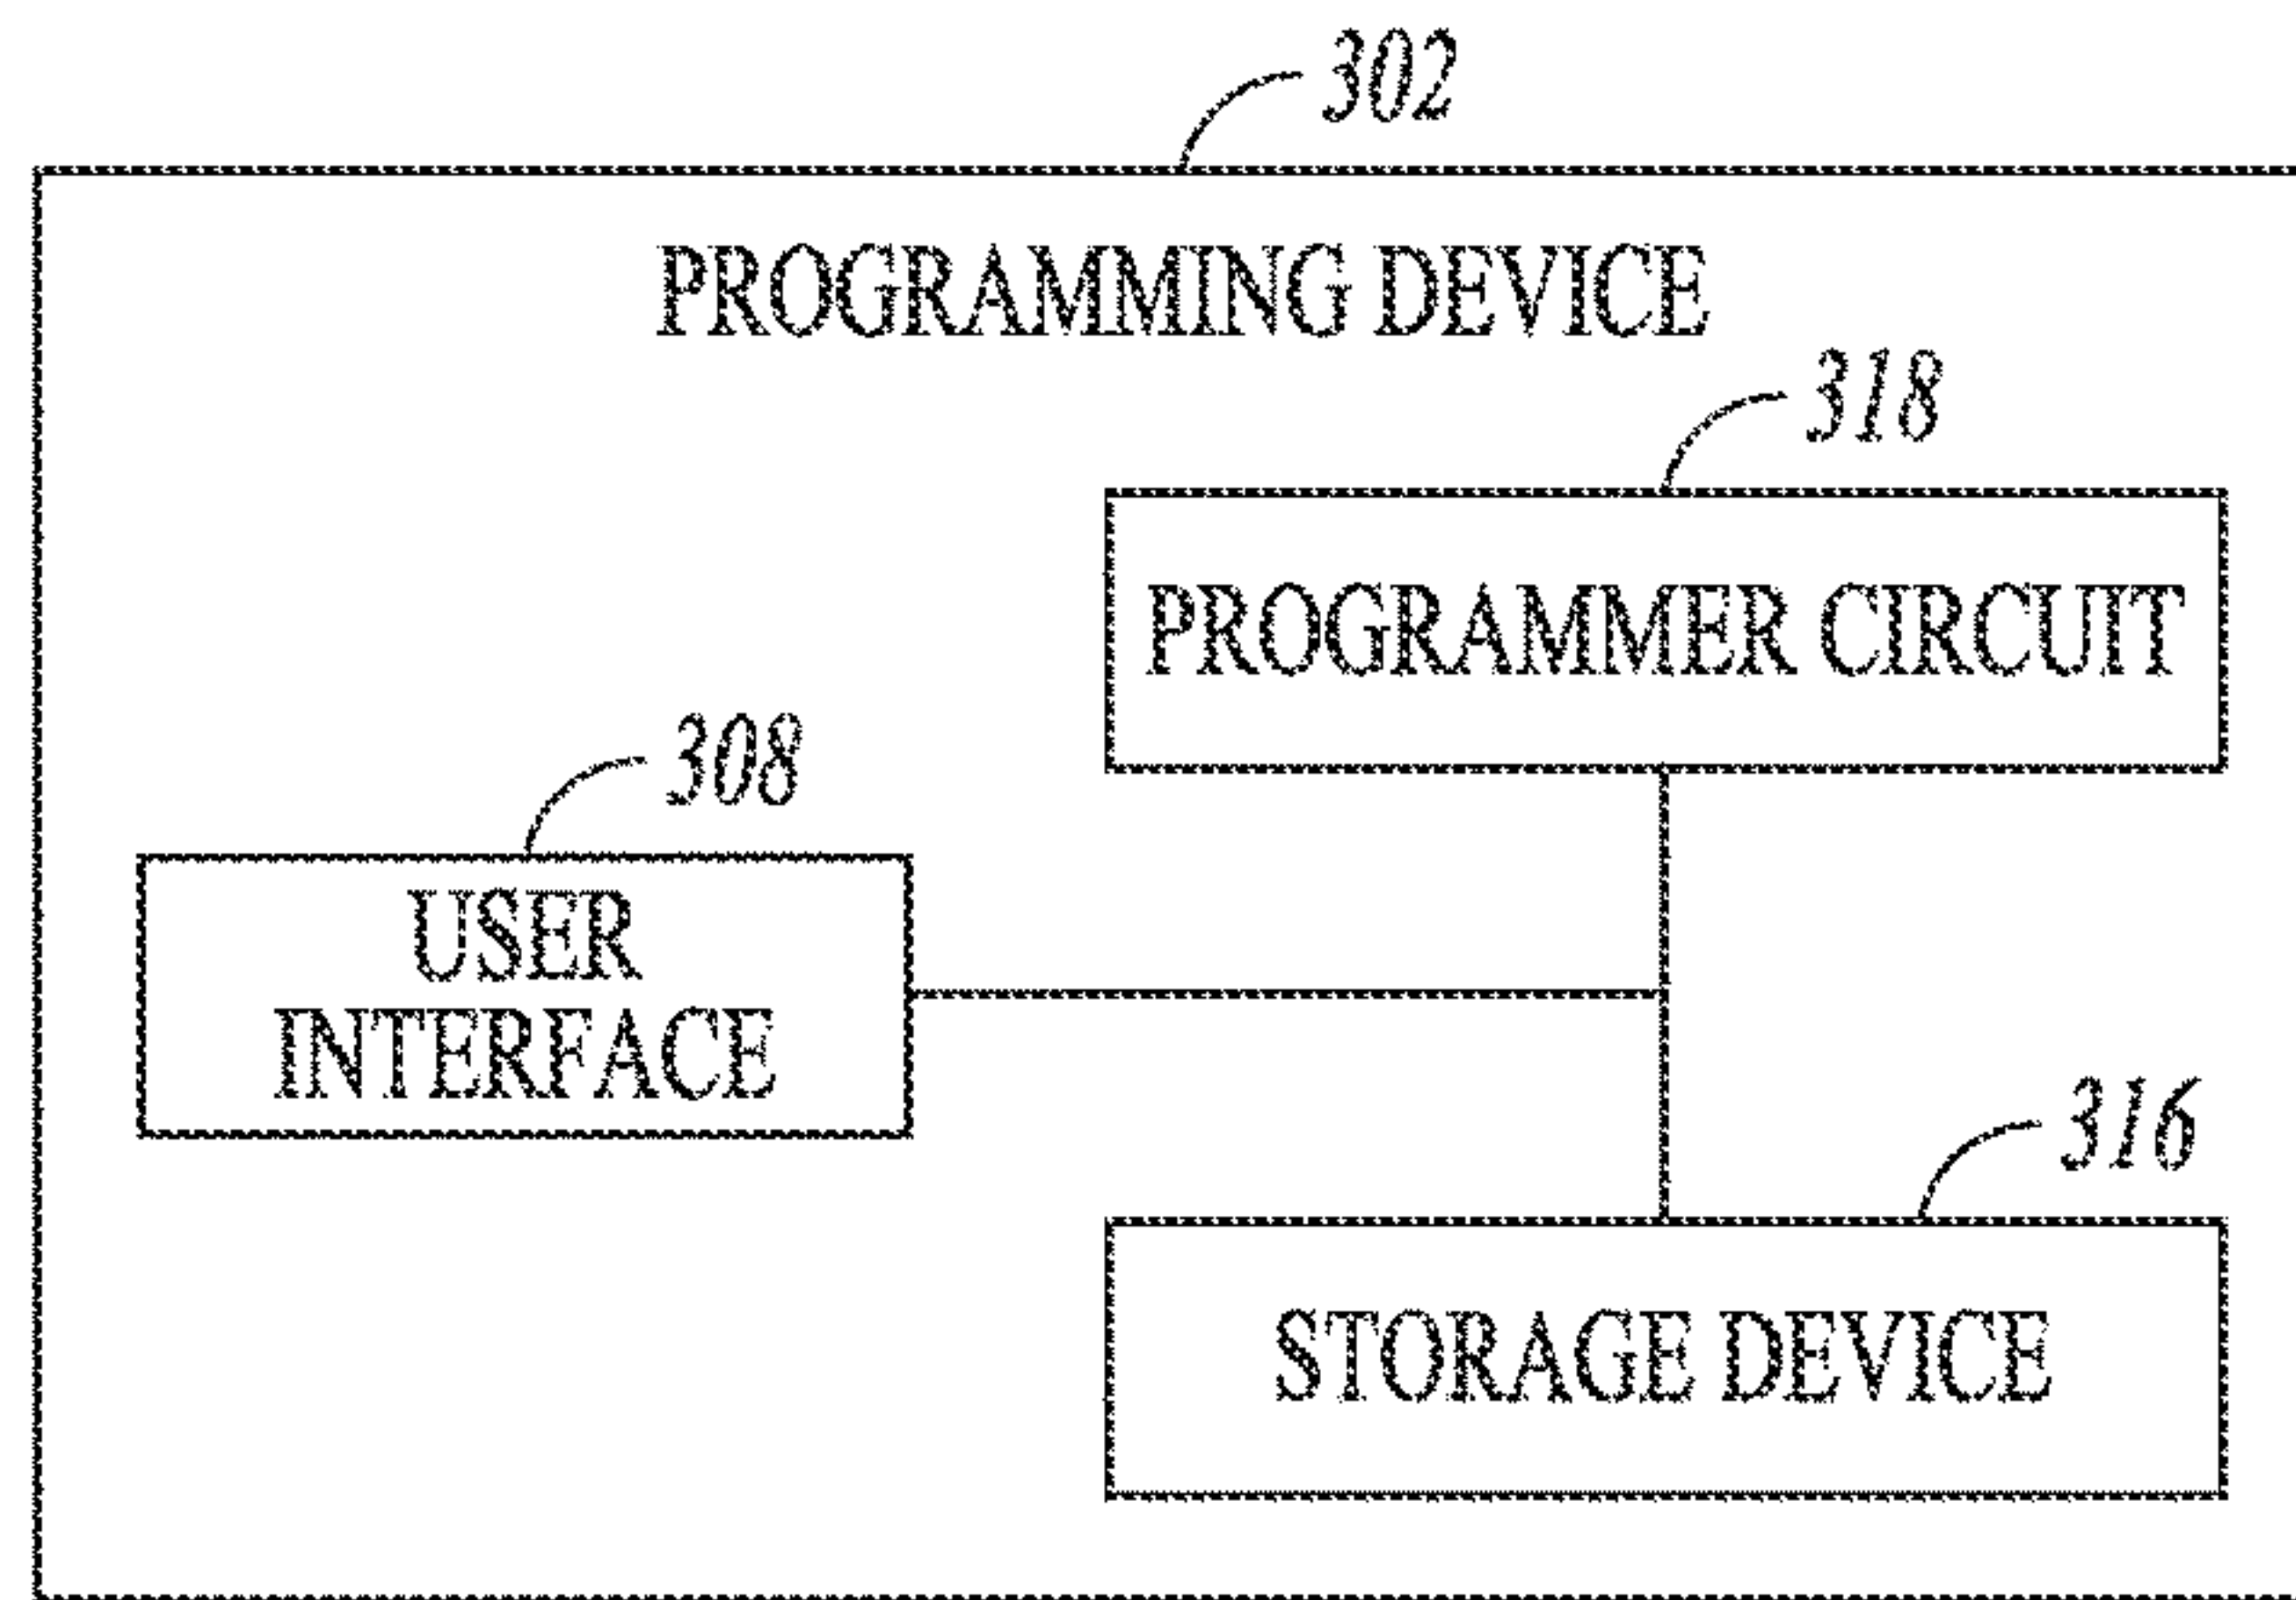 302
PROGRAMMING DEVICE
318
PROGRAMMER CIRCUIT
308
USER
INTERFACE
316
STORAGE DEVICE